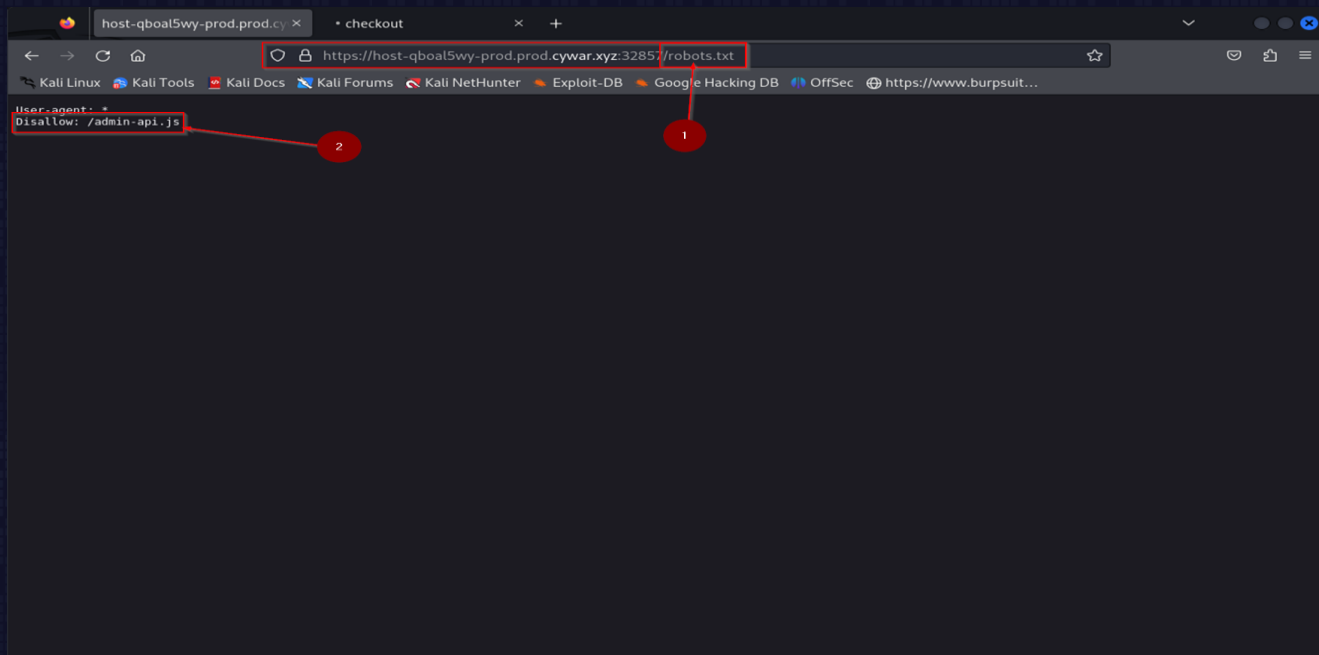 host-qboal5wy-prod.prod.cy
checkout
https://host-qboal5wy-prod.prod.cywar.xyz:32857/robots.txt
Kali Linux Kali Tools Kali Docs Kali Forums Kali NetHunter Exploit-DB Google Hacking DB OffSec https://www.burpsuit…
User-agent: *
Disallow: /admin-api.js
1
2